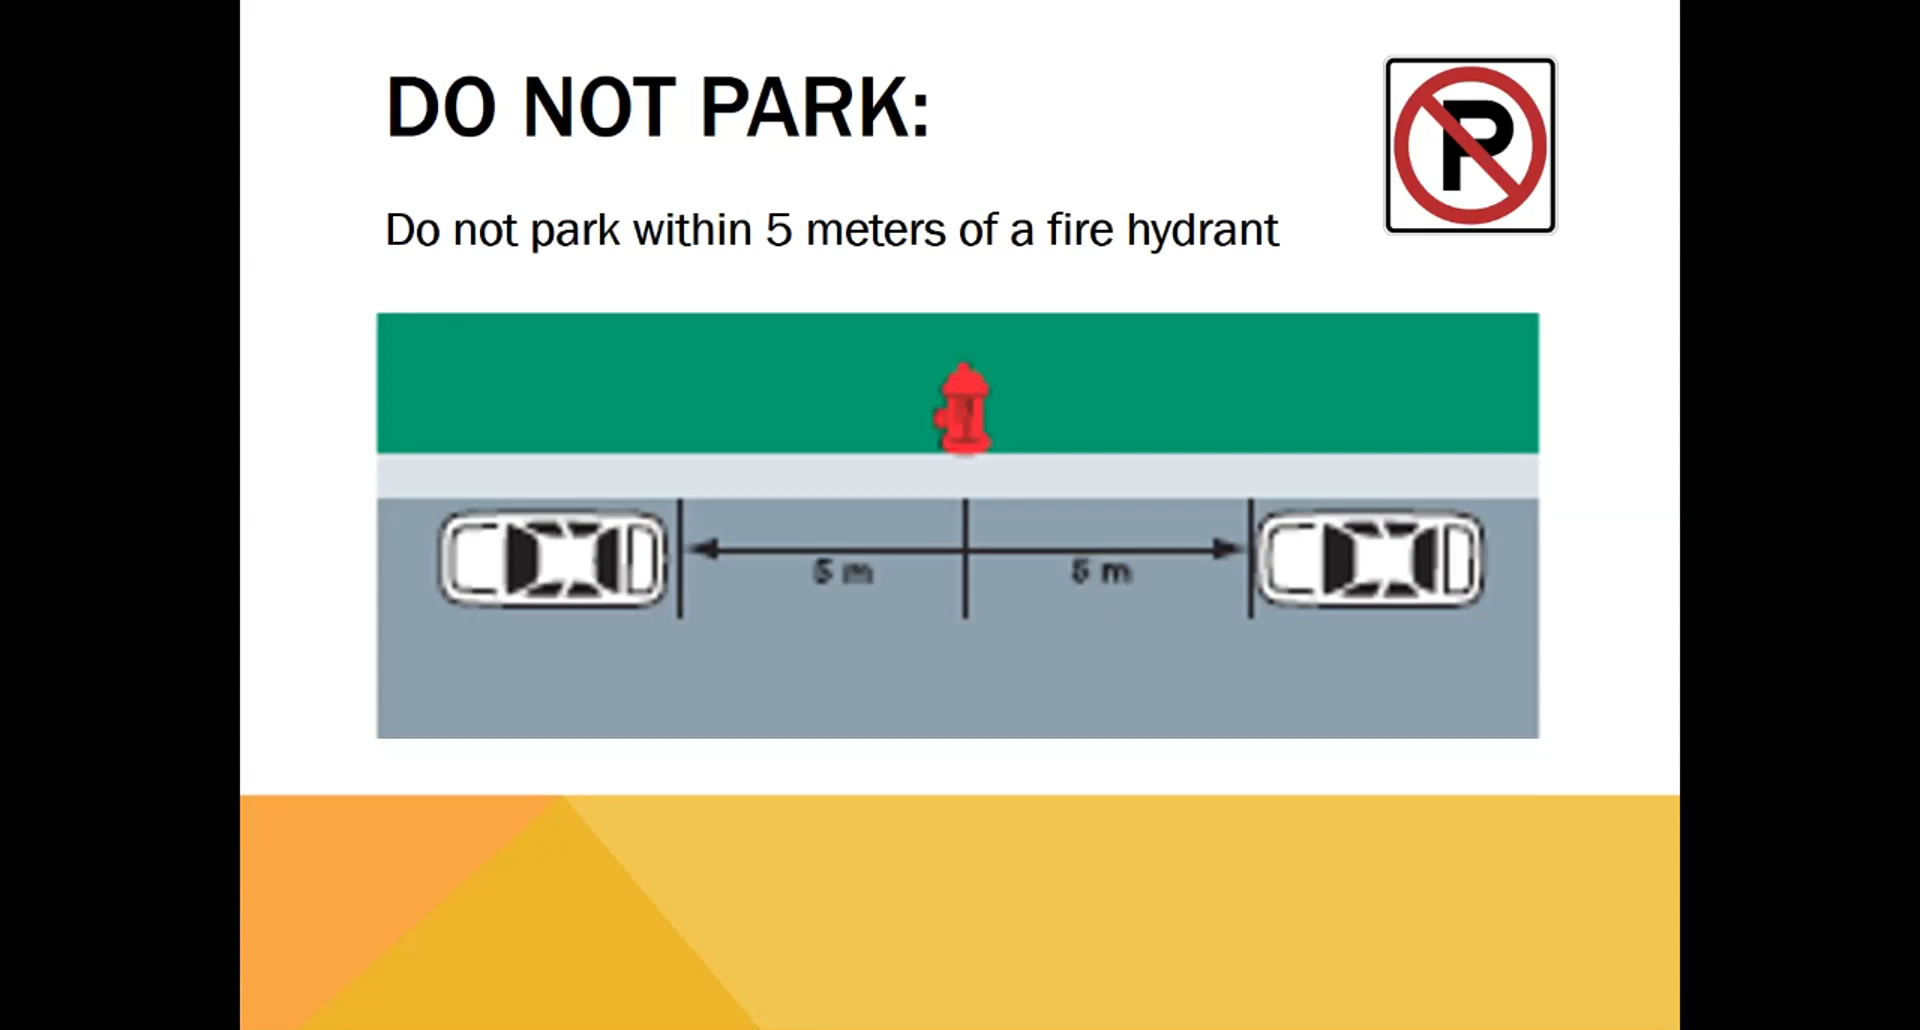 DO NOT PARK:
P
Do not park within 5 meters of a fire hydrant
5 m
5 m